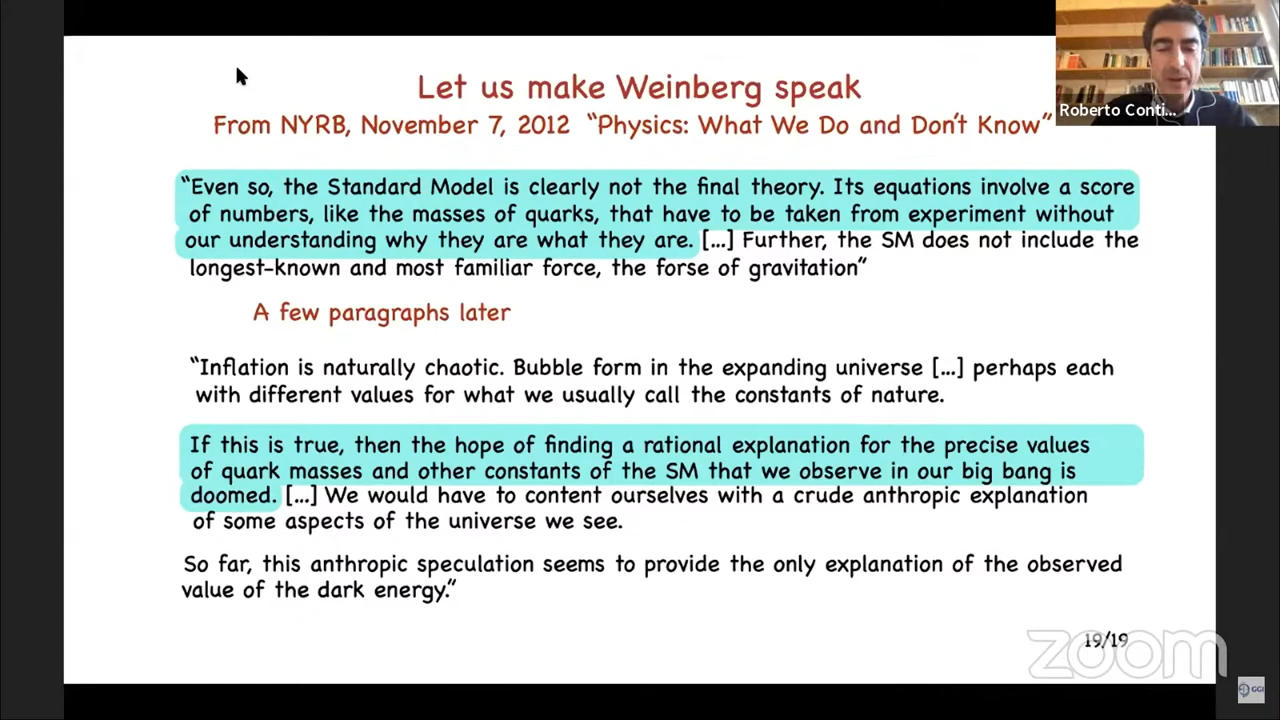 Let us make Weinberg speak
From NYRB, November 7, 2012 “Physics: What We Do and Don't Know”
Roberto Conti...
“Even so, the Standard Model is clearly not the final theory. Its equations involve a score
of numbers, like the masses of quarks, that have to be taken from experiment without
our understanding why they are what they are. [...] Further, the SM does not include the
longest-known and most familiar force, the forse of gravitation”
A few paragraphs later
“Inflation is naturally chaotic. Bubble form in the expanding universe [...] perhaps each
with different values for what we usually call the constants of nature.
If this is true, then the hope of finding a rational explanation for the precise values
of quark masses and other constants of the SM that we observe in our big bang is
doomed. [...] We would have to content ourselves with a crude anthropic explanation
of some aspects of the universe we see.
So far, this anthropic speculation seems to provide the only explanation of the observed
value of the dark energy.”
19/19
zoom
GGI